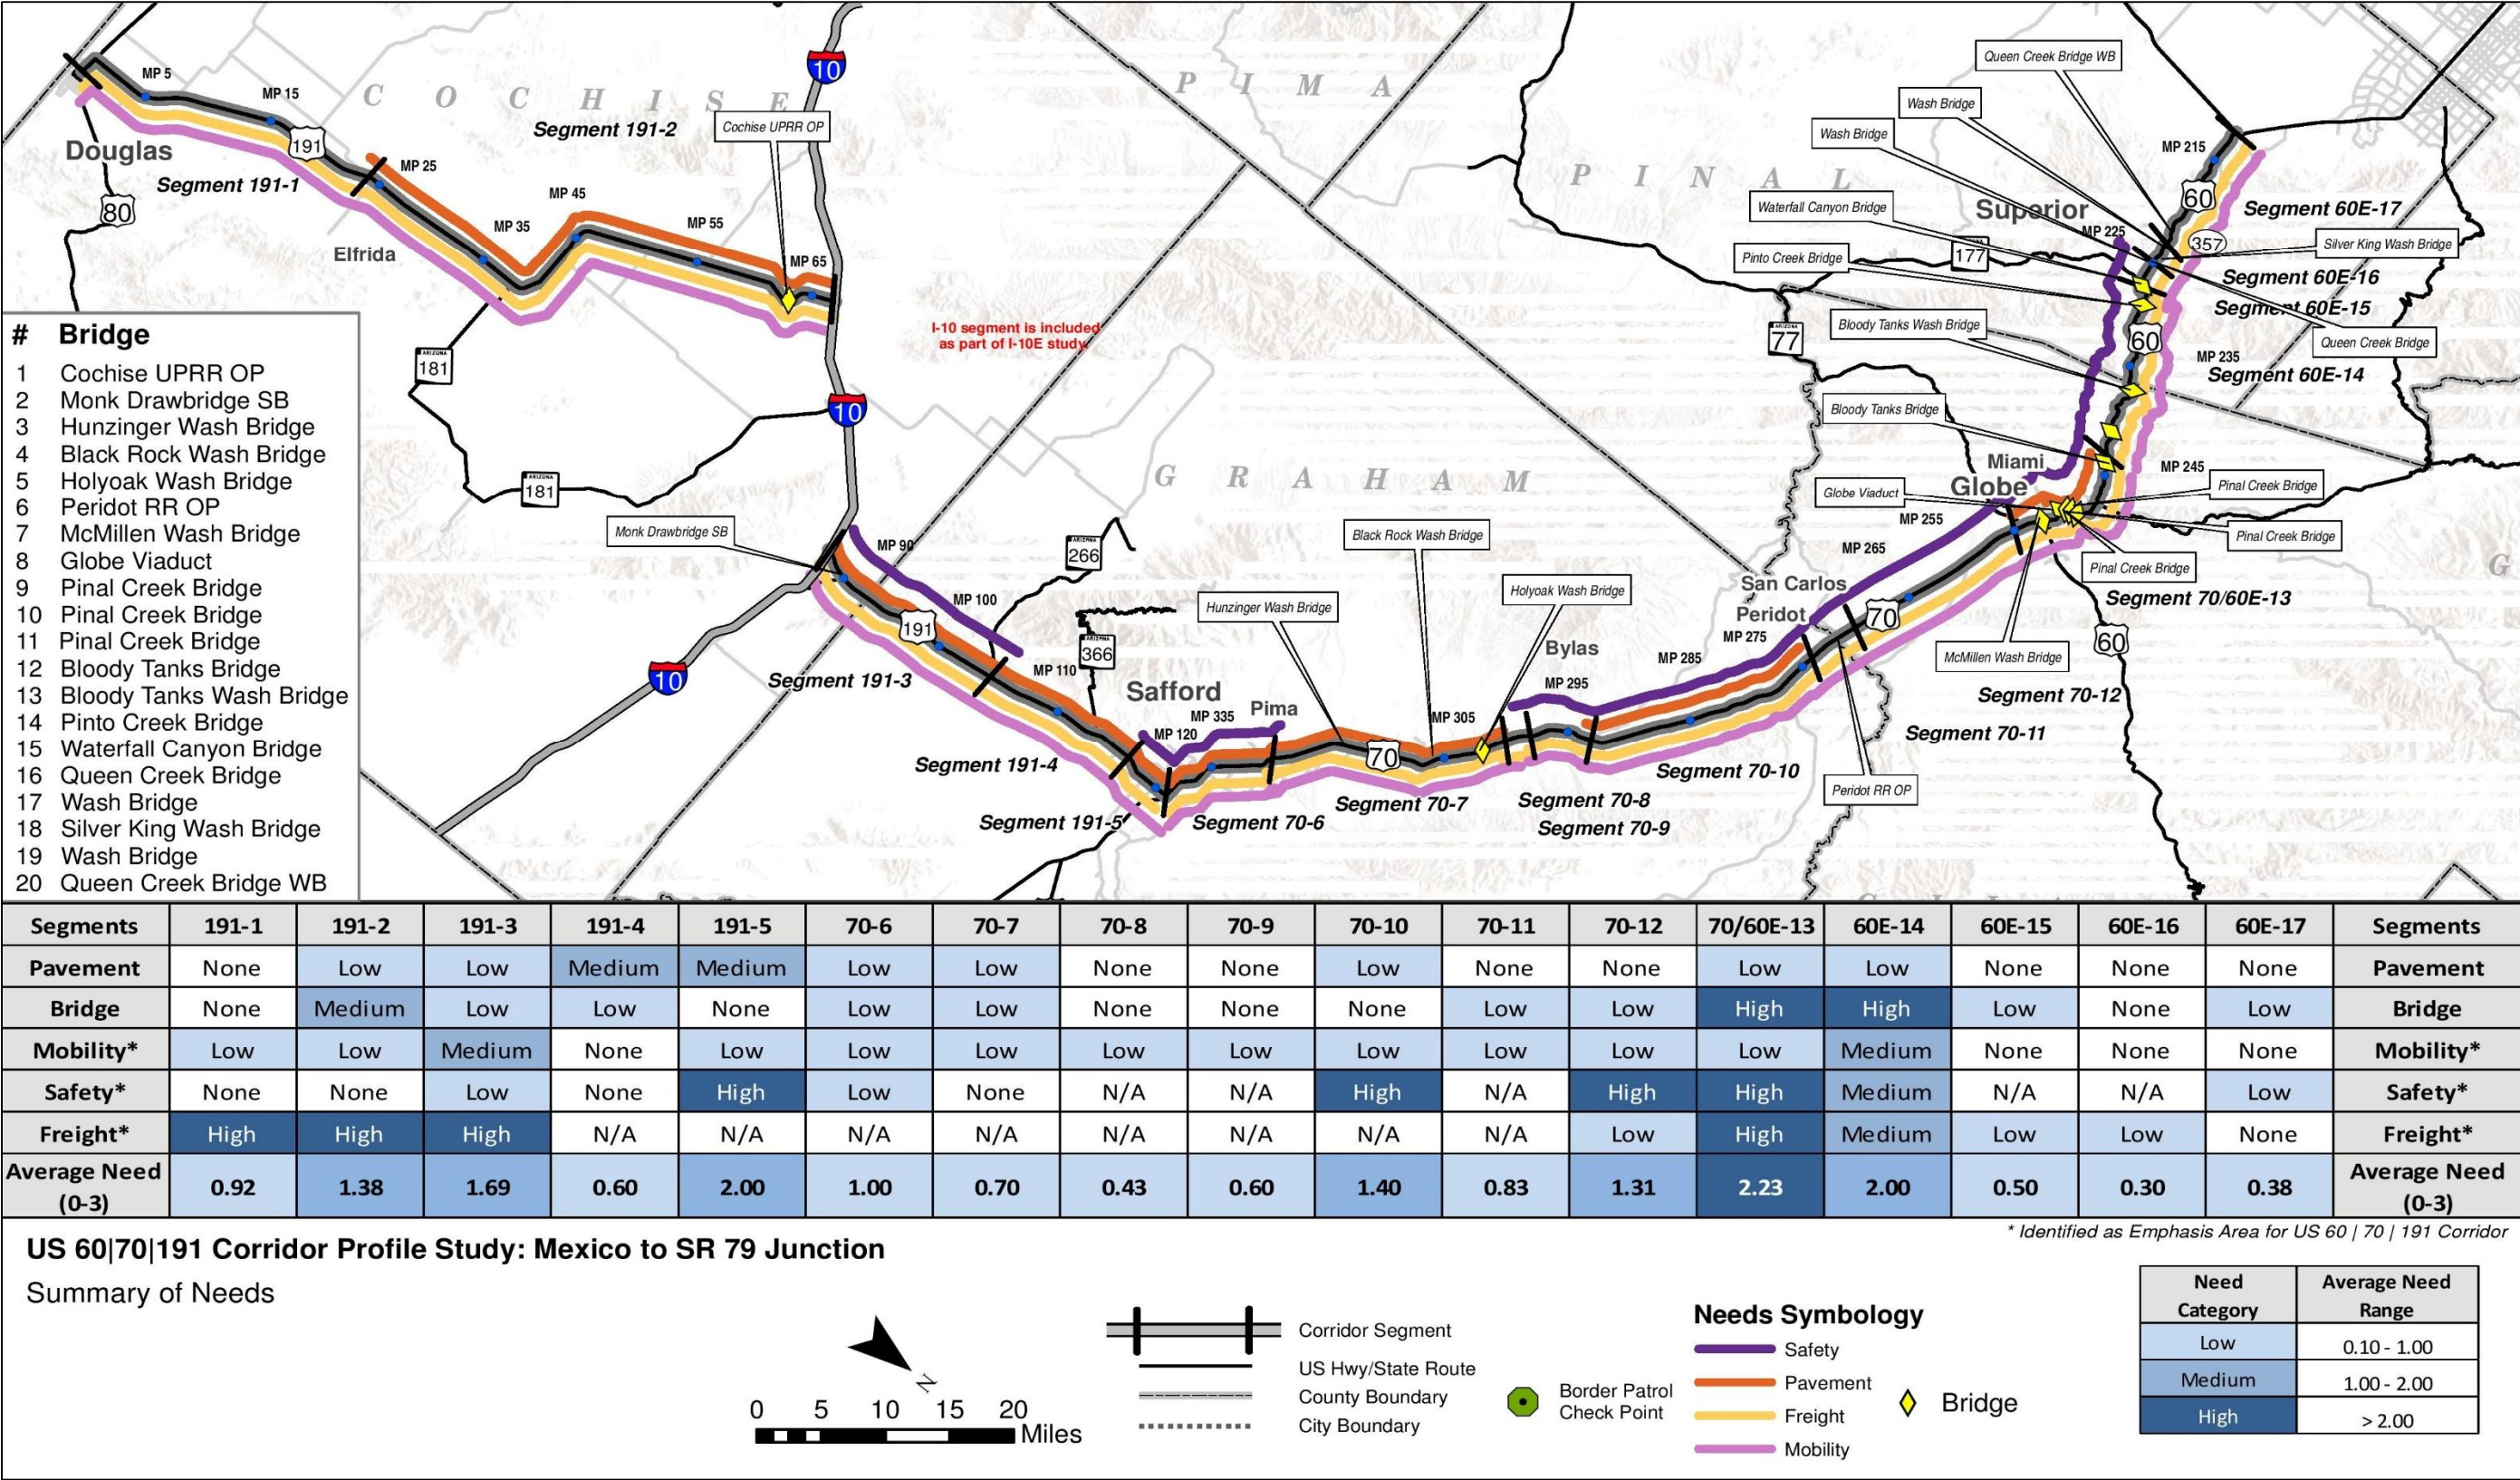 MP 5
MP 15
C O C H I S E
10
P I M A
Queen Creek Bridge WB
Wash Bridge
Wash Bridge
Segment 191-2
Cochise UPRR OP
191
Douglas
MP 25
Segment 191-1
80
MP 45
MP 35
MP 55
MP 65
Elfrida
P I N A L
MP 215
60
Waterfall Canyon Bridge
Superior
Segment 60E-17
MP 225
357
Silver King Wash Bridge
Pinto Creek Bridge
177
Segment 60E-16
Segment 60E-15
Bloody Tanks Wash Bridge
ARIZONA
77
60
Queen Creek Bridge
MP 235
Segment 60E-14
I-10 segment is included
as part of I-10E study.
ARIZONA
181
10
Bloody Tanks Bridge
# Bridge
1 Cochise UPRR OP
2 Monk Drawbridge SB
3 Hunzinger Wash Bridge
4 Black Rock Wash Bridge
5 Holyoak Wash Bridge
6 Peridot RR OP
7 McMillen Wash Bridge
8 Globe Viaduct
9 Pinal Creek Bridge
10 Pinal Creek Bridge
11 Pinal Creek Bridge
12 Bloody Tanks Bridge
13 Bloody Tanks Wash Bridge
14 Pinto Creek Bridge
15 Waterfall Canyon Bridge
16 Queen Creek Bridge
17 Wash Bridge
18 Silver King Wash Bridge
19 Wash Bridge
20 Queen Creek Bridge WB
ARIZONA
181
G R A H A M
Miami
MP 245
Globe
Globe Viaduct
Pinal Creek Bridge
MP 255
Pinal Creek Bridge
Pinal Creek Bridge
Monk Drawbridge SB
MP 90
ARIZONA
266
Black Rock Wash Bridge
MP 265
San Carlos
G
Segment 70/60E-13
MP 100
Hunzinger Wash Bridge
Holyoak Wash Bridge
Peridot
70
191
ARIZONA
366
MP 275
60
Bylas
McMillen Wash Bridge
10
Segment 191-3
MP 110
MP 285
Safford
MP 295
Segment 70-12
Pima
MP 335
MP 305
MP 120
Segment 70-11
70
Segment 191-4
Segment 70-10
Peridot RR OP
Segment 70-7
Segment 70-8
Segment 191-5
Segment 70-6
Segment 70-9
Segments 191-1 191-2 191-3 191-4 191-5 70-6 70-7 70-8 70-9 70-10 70-11 70-12 70/60E-13 60E-14 60E-15 60E-16 60E-17 Segments
Pavement None Low Low Medium Medium Low Low None None Low None None Low Low None None None Pavement
Bridge None Medium Low Low None Low Low None None None Low Low High High Low None Low Bridge
Mobility* Low Low Medium None Low Low Low Low Low Low Low Low Low Medium None None None Mobility*
Safety* None None Low None High Low None N/A N/A High N/A High High Medium N/A N/A Low Safety*
Freight* High High High N/A N/A N/A N/A N/A N/A N/A N/A Low High Medium Low Low None Freight*
Average Need (0-3) 0.92 1.38 1.69 0.60 2.00 1.00 0.70 0.43 0.60 1.40 0.83 1.31 2.23 2.00 0.50 0.30 0.38 Average Need (0-3)
* Identified as Emphasis Area for US 60 | 70 | 191 Corridor
US 60|70|191 Corridor Profile Study: Mexico to SR 79 Junction
Summary of Needs
N
0 5 10 15 20
Miles
Corridor Segment
US Hwy/State Route
County Boundary
City Boundary
Border Patrol
Check Point
Needs Symbology
Safety
Pavement
Freight
Mobility
Bridge
Need Category Average Need Range
Low 0.10 - 1.00
Medium 1.00 - 2.00
High > 2.00